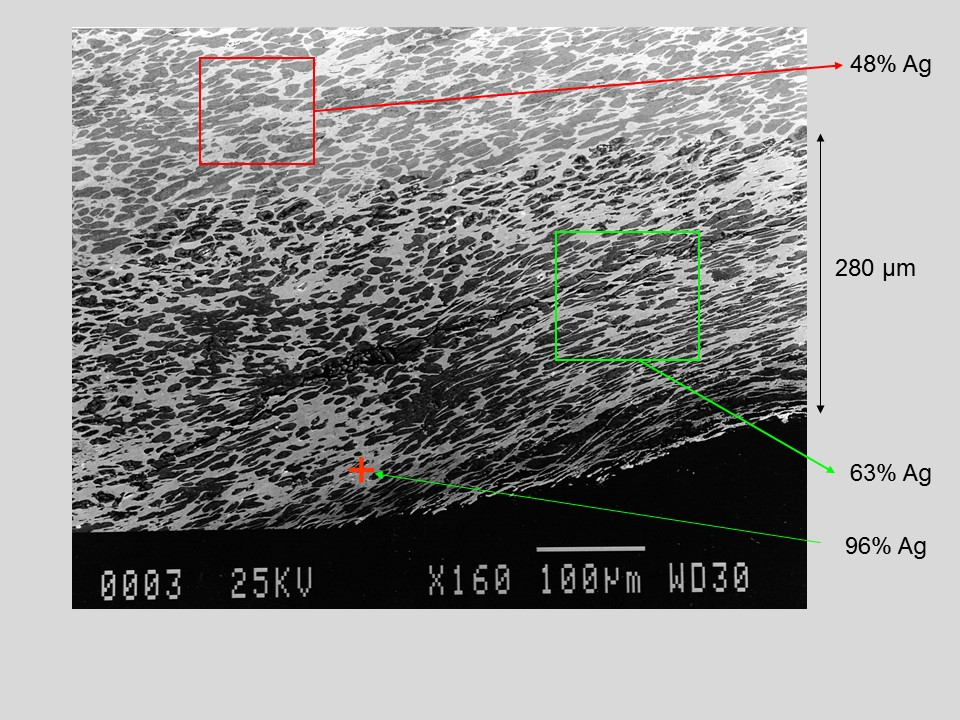 48% Ag
280 µm
63% Ag
96% Ag
0003 25KV X160 100µm WD30